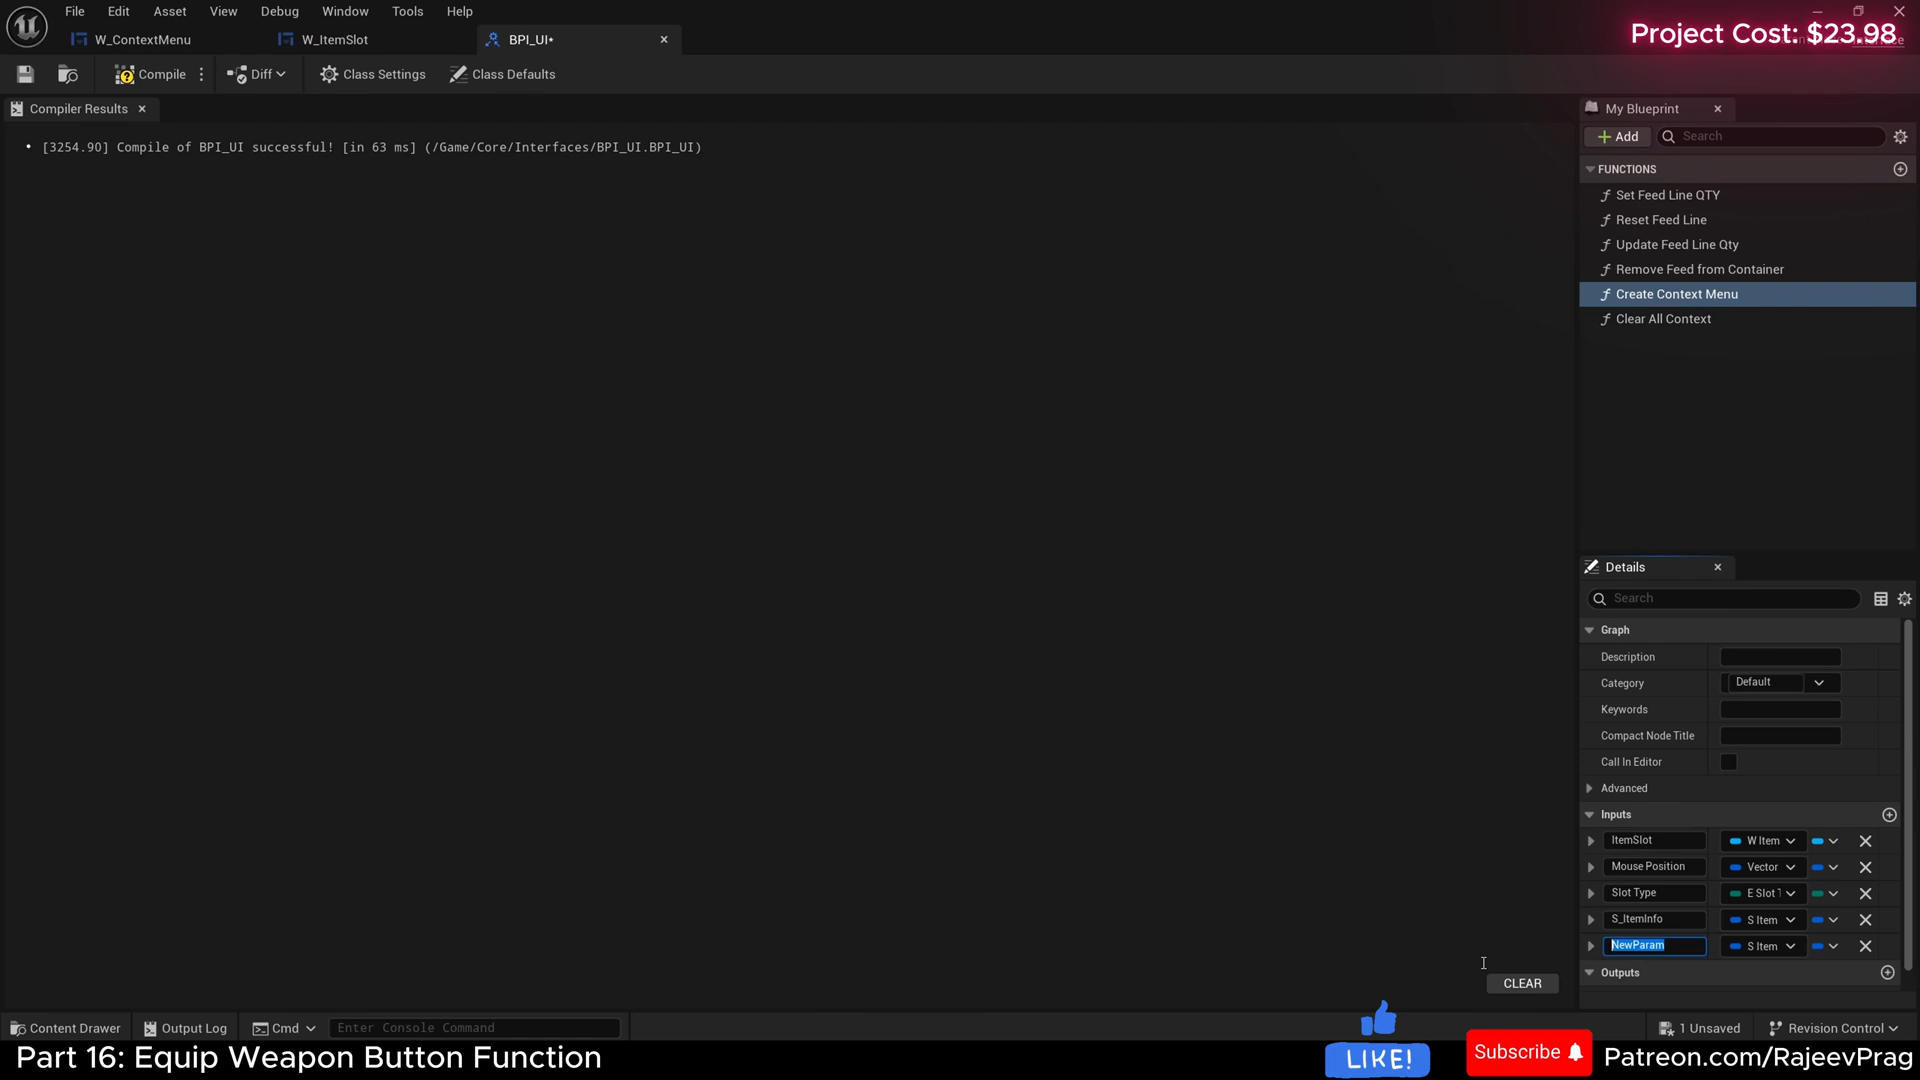 File Edit Asset View Debug Window Tools Help
Project Cost: $23.98
W_ContextMenu W_ItemSlot BPI_UI*
Compile Diff Class Settings Class Defaults
Compiler Results
My Blueprint
[3254.90] Compile of BPI_UI successful! [in 63 ms] (/Game/Core/Interfaces/BPI_UI.BPI_UI)
Add Search
FUNCTIONS
Set Feed Line QTY
Reset Feed Line
Update Feed Line Qty
Remove Feed from Container
Create Context Menu
Clear All Context
Details
Search
Graph
Description
Category Default
Keywords
Compact Node Title
Call In Editor
Advanced
Inputs
ItemSlot W Item
Mouse Position Vector
Slot Type E Slot
S_ItemInfo S Item
NewParam S Item
Outputs
CLEAR
Content Drawer Output Log Cmd Enter Console Command
1 Unsaved Revision Control
Part 16: Equip Weapon Button Function
LIKE!
Subscribe
Patreon.com/RajeevPrag